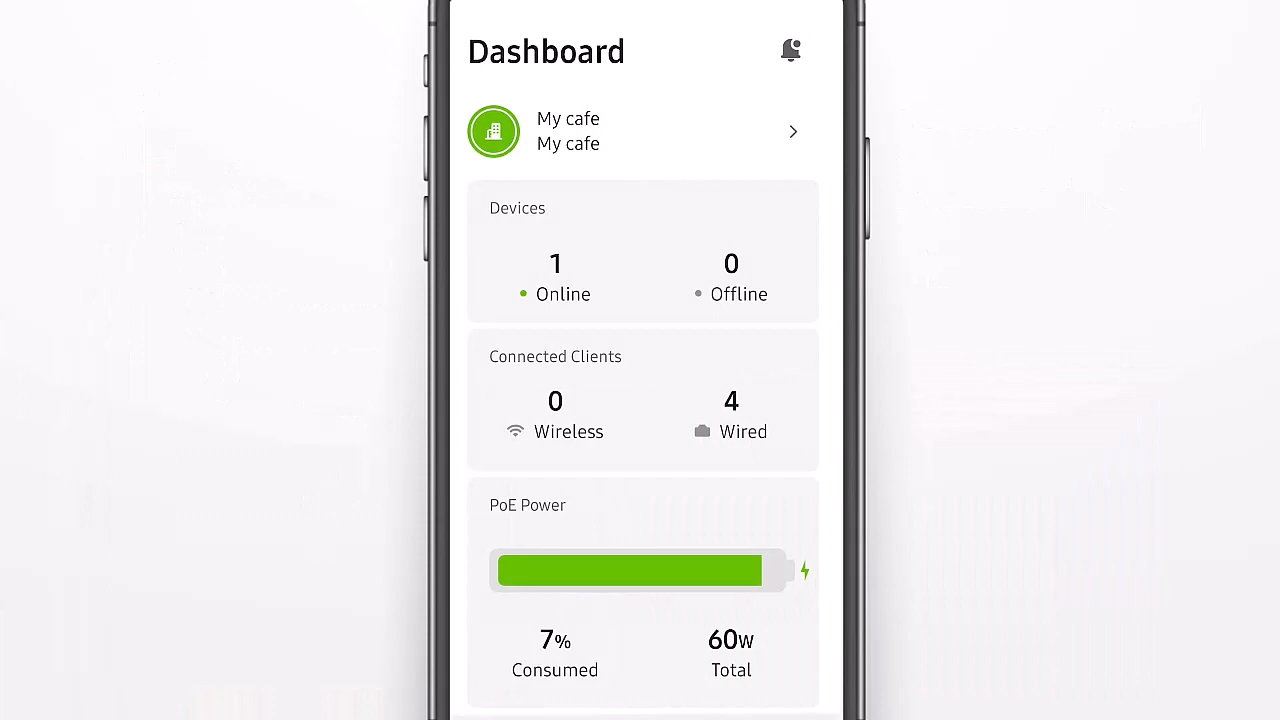 Dashboard
My cafe
My cafe
Devices
1
0
Online
Offline
Connected Clients
0
4
Wireless
Wired
PoE Power
7%
60W
Consumed
Total